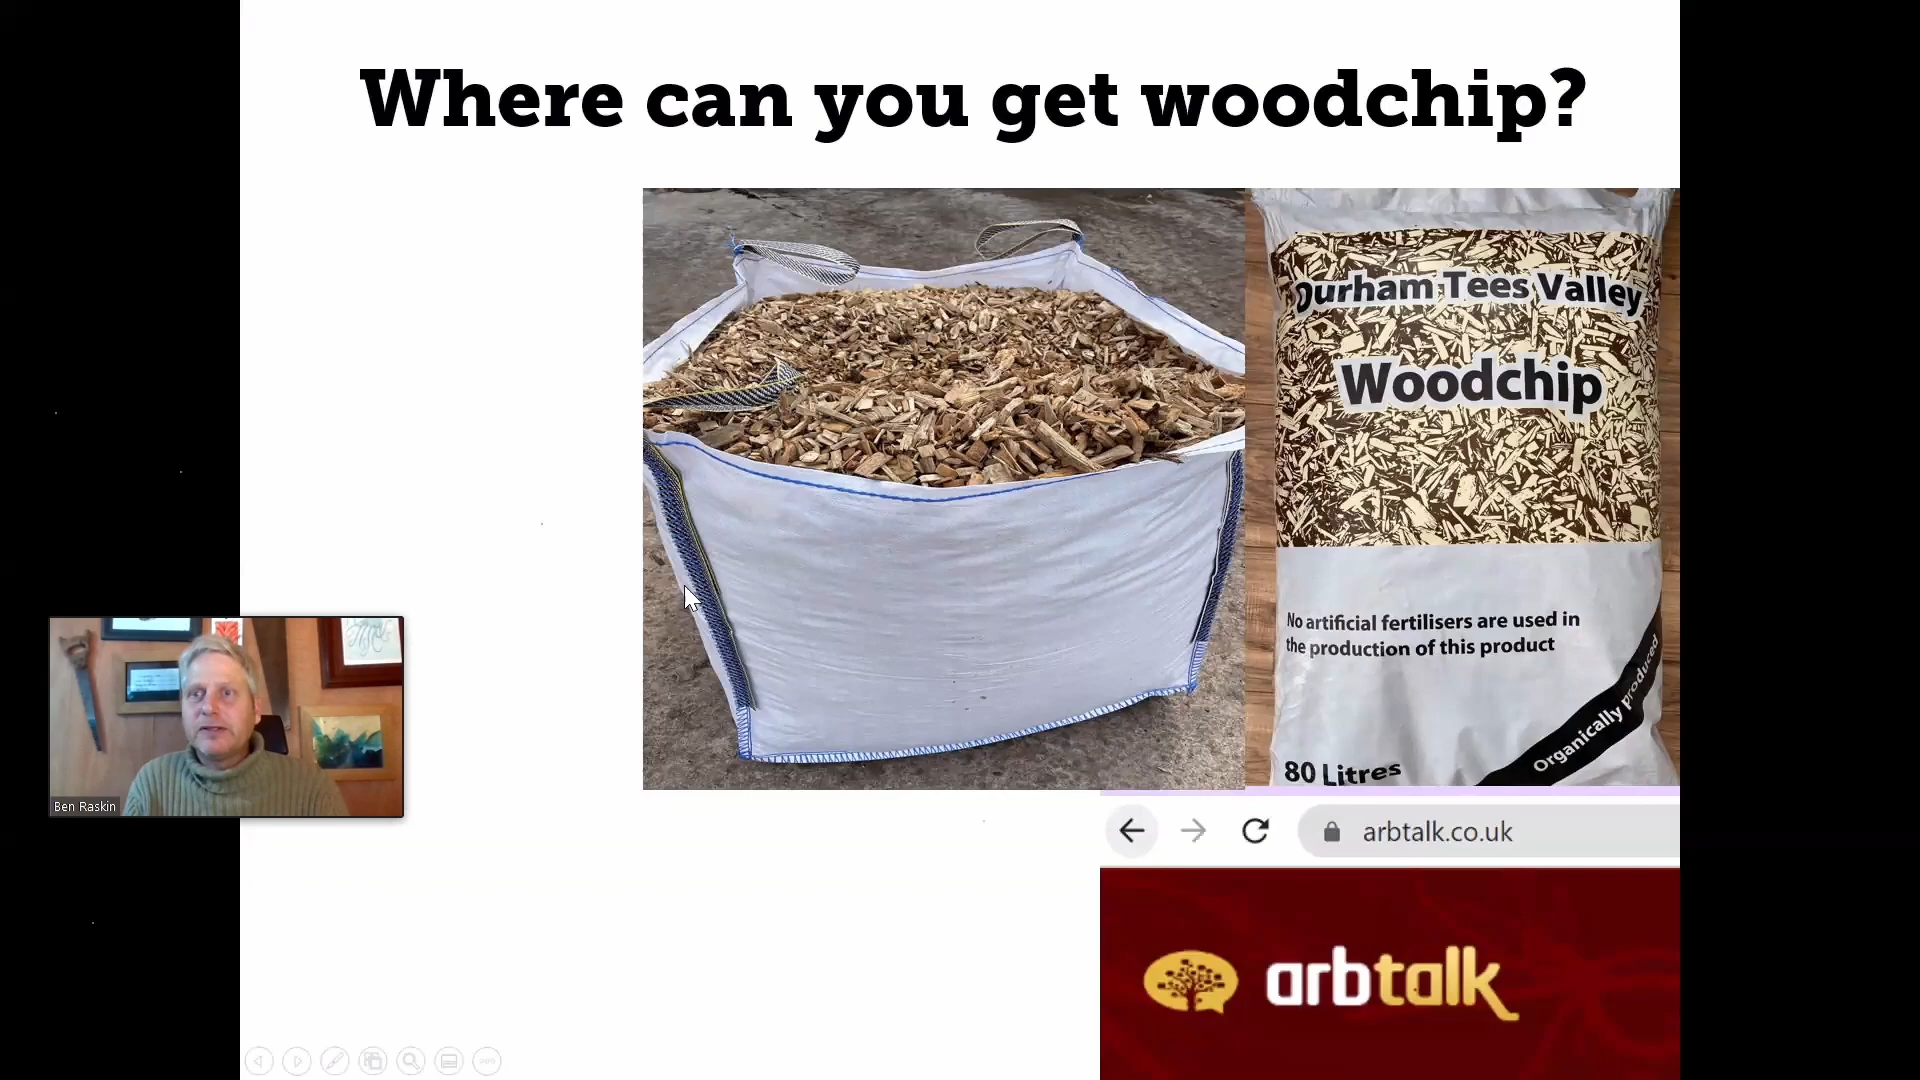 Where can you get woodchip?
Durham Tees Valley
Woodchip
No artificial fertilisers are used in
the production of this product
Organically produced
80 Litres
Ben Raskin
arbtalk.co.uk
arbtalk